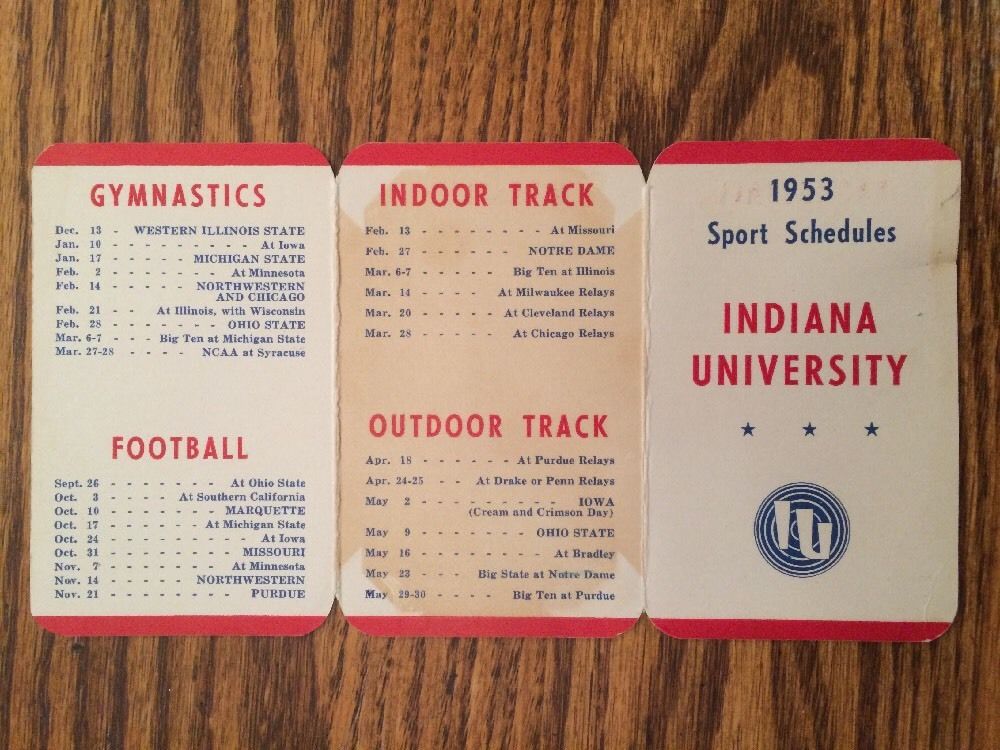 GYMNASTICS
Dec. 13 - WESTERN ILLINOIS STATE
Jan. 10 - - - - - - - - - At Iowa
Jan. 17 - - - - - - MICHIGAN STATE
Feb. 2 - - - - - - - At Minnesota
Feb. 14 - - - - - - NORTHWESTERN
AND CHICAGO
Feb. 21 - - At Illinois, with Wisconsin
Feb. 28 - - - - - - - OHIO STATE
Mar. 6-7 - - - Big Ten at Michigan State
Mar. 27-28 - - - - NCAA at Syracuse
FOOTBALL
Sept. 26 - - - - - - - At Ohio State
Oct. 3 - - - - At Southern California
Oct. 10 - - - - - - - MARQUETTE
Oct. 17 - - - - - - At Michigan State
Oct. 24 - - - - - - - - - At Iowa
Oct. 31 - - - - - - - - MISSOURI
Nov. 7 - - - - - - - At Minnesota
Nov. 14 - - - - - - NORTHWESTERN
Nov. 21 - - - - - - - - PURDUE
INDOOR TRACK
Feb. 13 - - - - - - - - At Missouri
Feb. 27 - - - - - - NOTRE DAME
Mar. 6-7 - - - - - Big Ten at Illinois
Mar. 14 - - - - At Milwaukee Relays
Mar. 20 - - - - At Cleveland Relays
Mar. 28 - - - - - At Chicago Relays
OUTDOOR TRACK
Apr. 18 - - - - - - At Purdue Relays
Apr. 24-25 - - At Drake or Penn Relays
May 2 - - - - - - - - - IOWA
(Cream and Crimson Day)
May 9 - - - - - - - OHIO STATE
May 16 - - - - - - - - At Bradley
May 23 - - - Big State at Notre Dame
May 29-30 - - - - Big Ten at Purdue
1953
Sport Schedules
INDIANA
UNIVERSITY
★ ★ ★
IU